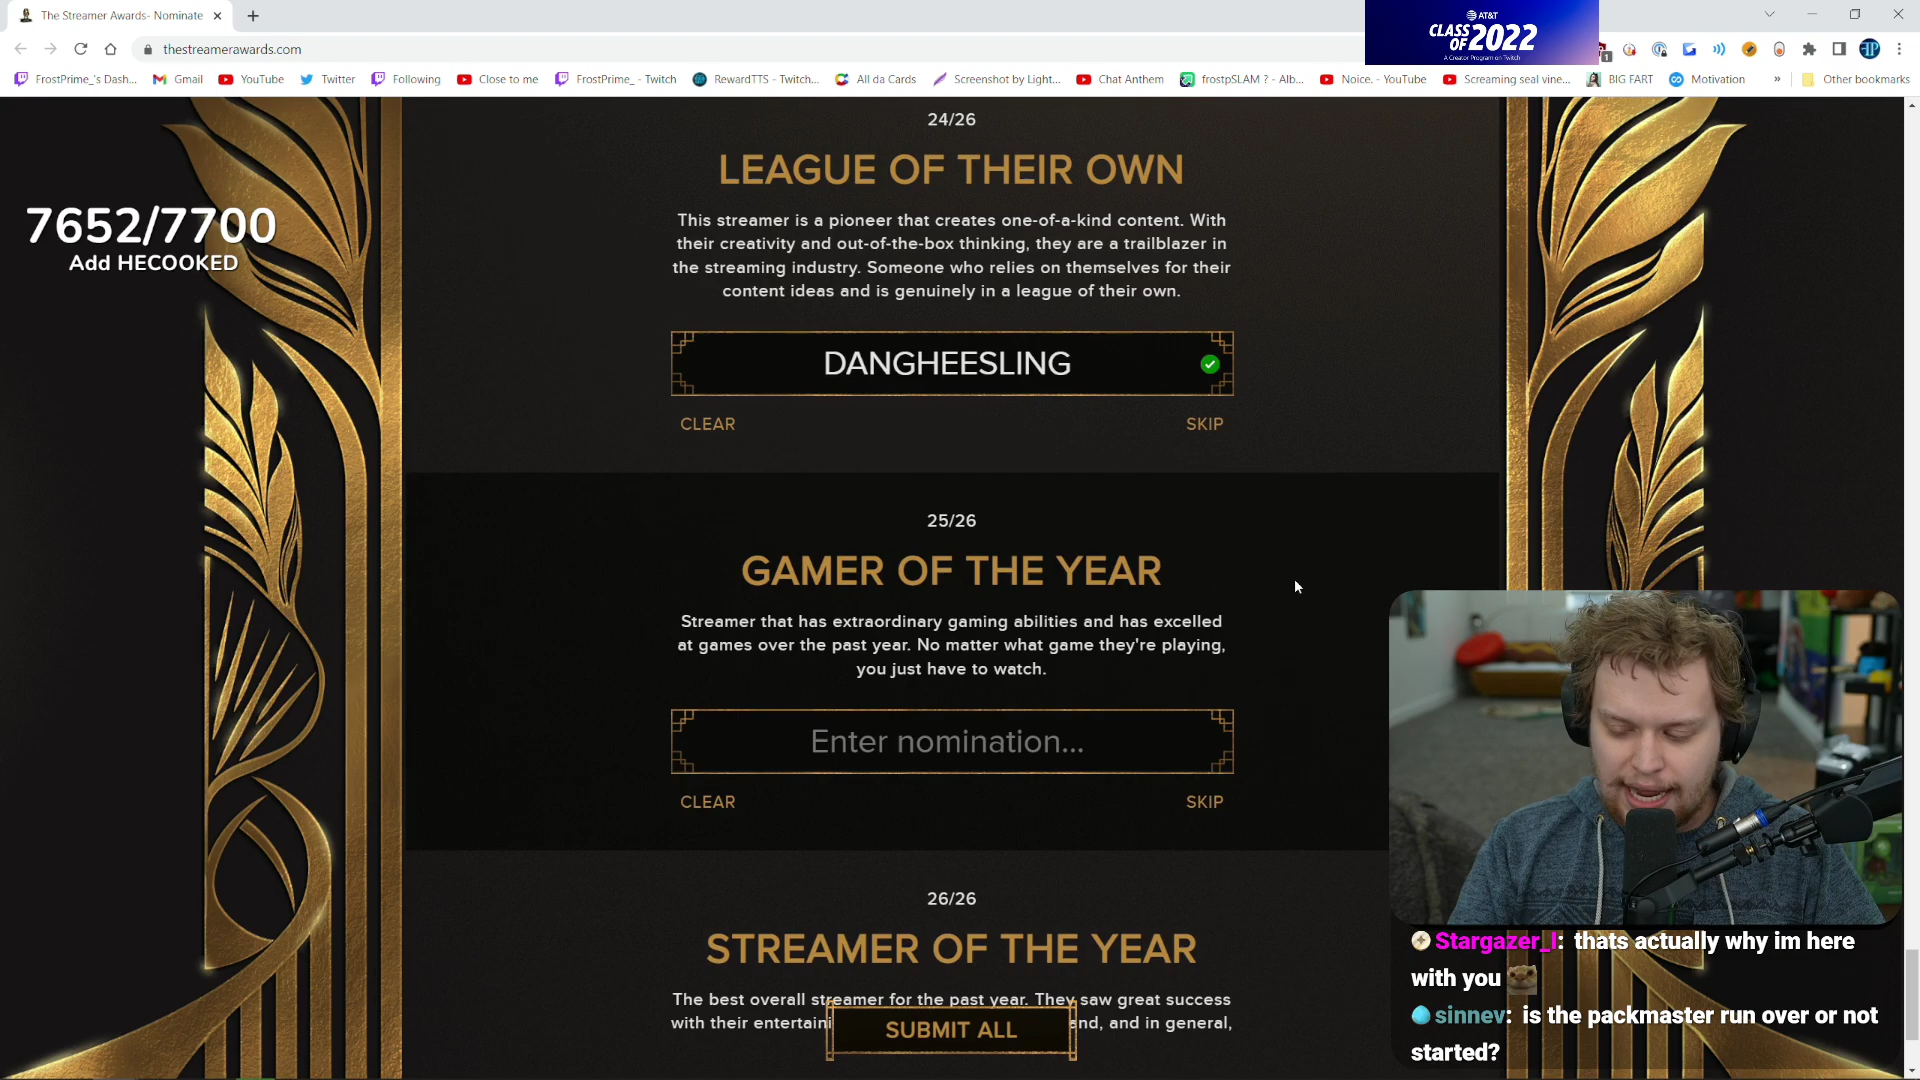 The Streamer Awards- Nominate
AT&T
CLASS
OF 2022
A Creator Program on Twitch
thestreamerawards.com
1
FrostPrime_'s Dash...
Gmail
YouTube
Twitter
Following
Close to me
FrostPrime_ - Twitch
RewardTTS - Twitch...
All da Cards
Screenshot by Light...
Chat Anthem
frostpSLAM ? - Alb...
Noice. - YouTube
Screaming seal vine...
BIG FART
Motivation
»
Other bookmarks
7652/7700
Add HECOOKED
24/26
LEAGUE OF THEIR OWN
This streamer is a pioneer that creates one-of-a-kind content. With
their creativity and out-of-the-box thinking, they are a trailblazer in
the streaming industry. Someone who relies on themselves for their
content ideas and is genuinely in a league of their own.
DANGHEESLING
CLEAR
SKIP
25/26
GAMER OF THE YEAR
Streamer that has extraordinary gaming abilities and has excelled
at games over the past year. No matter what game they're playing,
you just have to watch.
Enter nomination...
CLEAR
SKIP
26/26
STREAMER OF THE YEAR
The best overall streamer for the past year. They saw great success
with their entertaini
and, and in general,
SUBMIT ALL
Stargazer_I: thats actually why im here
with you
sinnev: is the packmaster run over or not
started?